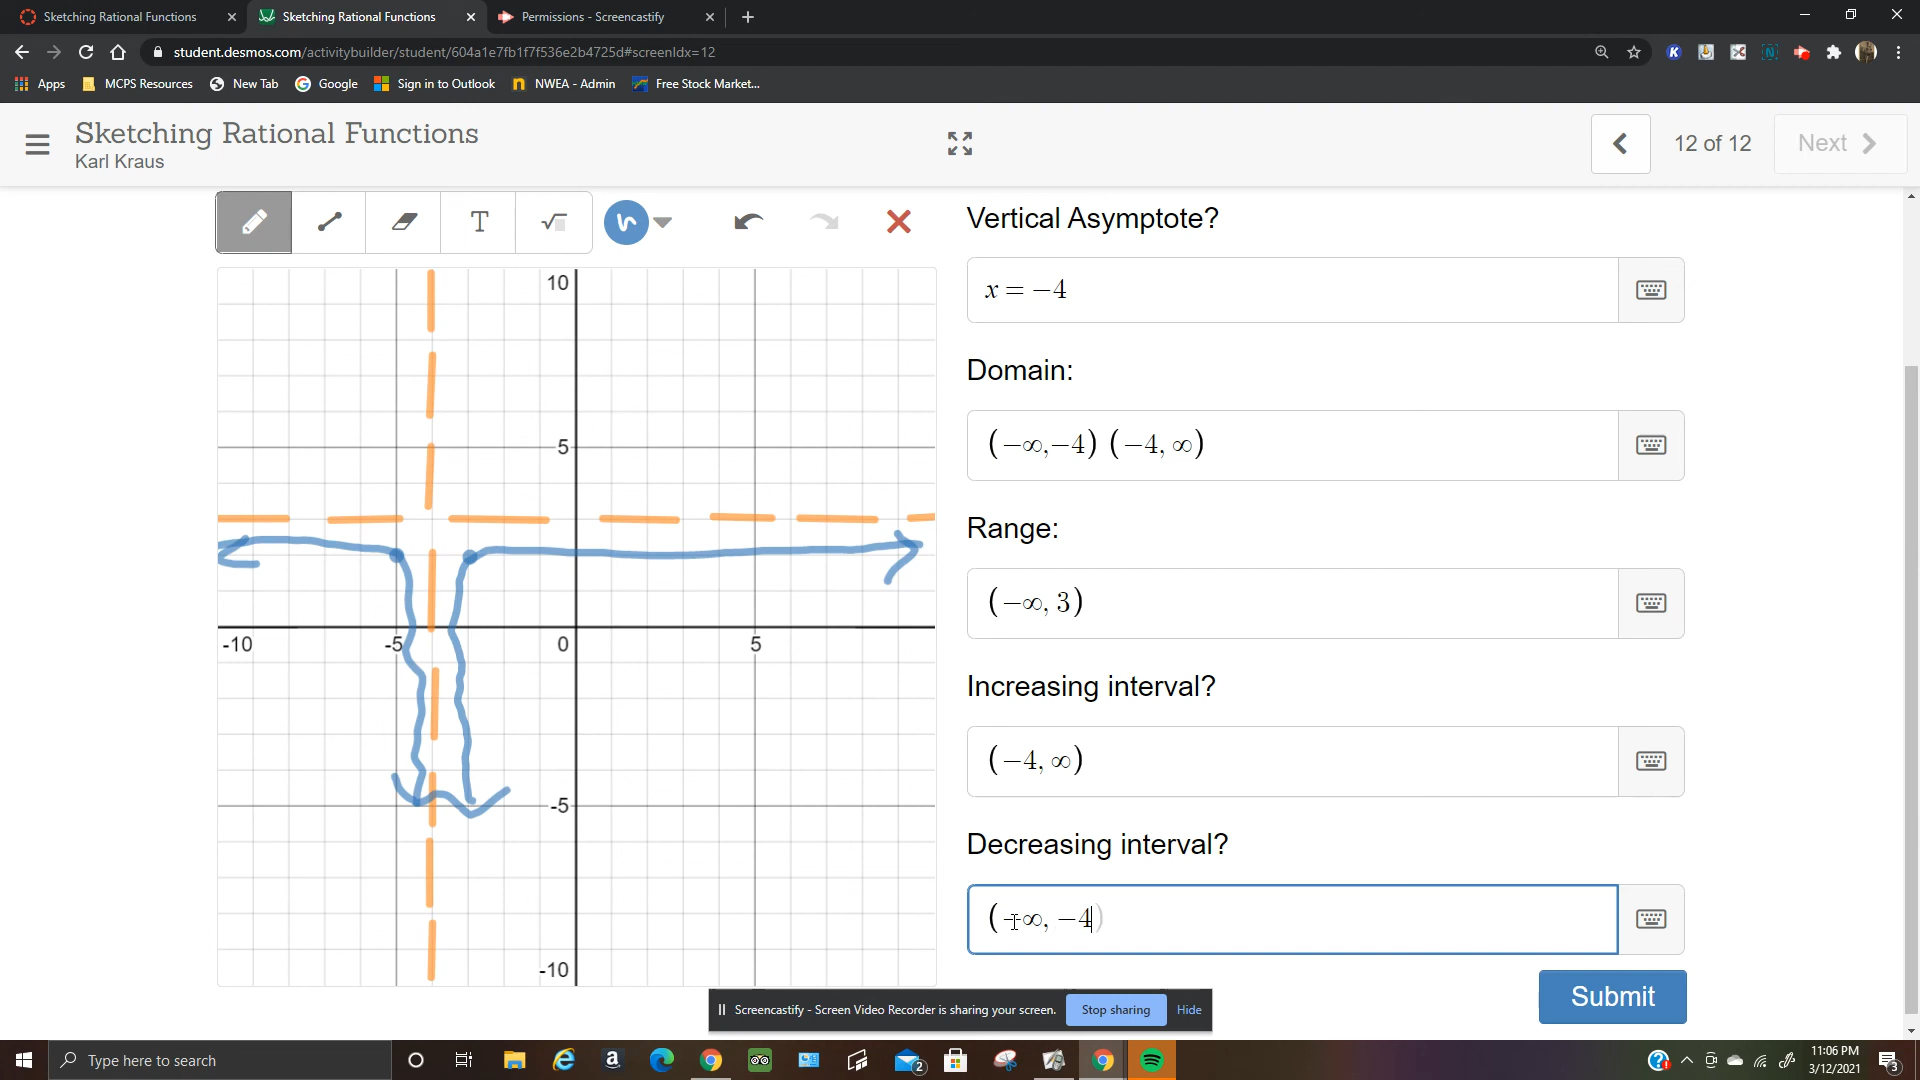 Sketching Rational Functions
Sketching Rational Functions
Permissions - Screencastify
student.desmos.com/activitybuilder/student/604a1e7fb1f7f536e2b4725d#screenIdx=12
Apps
MCPS Resources
New Tab
Google
Sign in to Outlook
NWEA - Admin
Free Stock Market...
Sketching Rational Functions
Karl Kraus
12 of 12
Next
T
10
5
-10
-5
0
5
-5
-10
Vertical Asymptote?
x = −4
Domain:
(−∞,−4) (−4, ∞)
Range:
(−∞, 3)
Increasing interval?
(−4, ∞)
Decreasing interval?
(−∞, −4)
Submit
Screencastify - Screen Video Recorder is sharing your screen.
Stop sharing
Hide
Type here to search
2
11:06 PM
3/12/2021
3